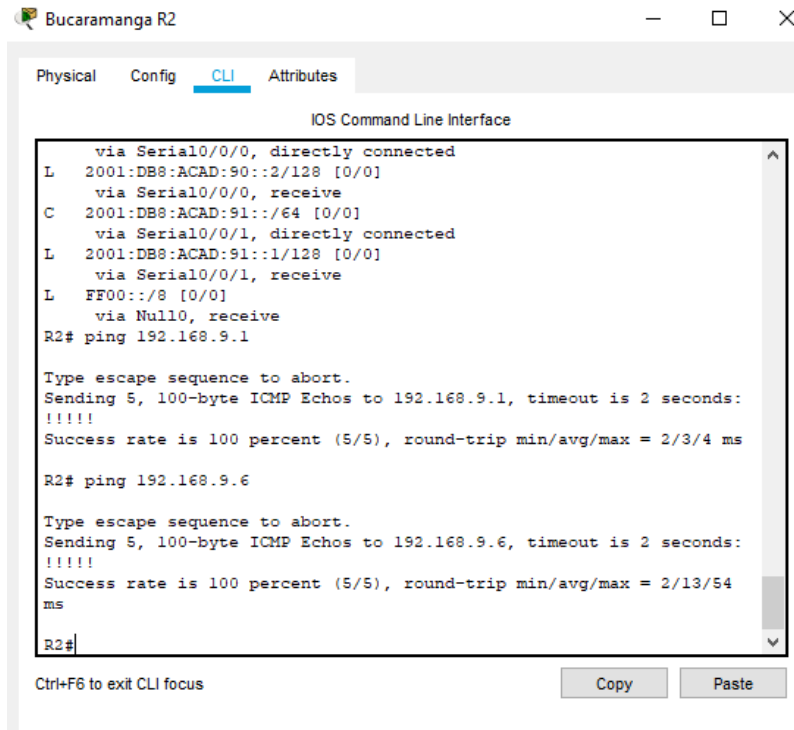 Bucaramanga R2
Physical Config CLI Attributes
IOS Command Line Interface
via Serial0/0/0, directly connected
L 2001:DB8:ACAD:90::2/128 [0/0]
via Serial0/0/0, receive
C 2001:DB8:ACAD:91::/64 [0/0]
via Serial0/0/1, directly connected
L 2001:DB8:ACAD:91::1/128 [0/0]
via Serial0/0/1, receive
L FF00::/8 [0/0]
via Null0, receive
R2# ping 192.168.9.1
Type escape sequence to abort.
Sending 5, 100-byte ICMP Echos to 192.168.9.1, timeout is 2 seconds:
!!!!!
Success rate is 100 percent (5/5), round-trip min/avg/max = 2/3/4 ms
R2# ping 192.168.9.6
Type escape sequence to abort.
Sending 5, 100-byte ICMP Echos to 192.168.9.6, timeout is 2 seconds:
!!!!!
Success rate is 100 percent (5/5), round-trip min/avg/max = 2/13/54
ms
R2#
Ctrl+F6 to exit CLI focus
Copy Paste